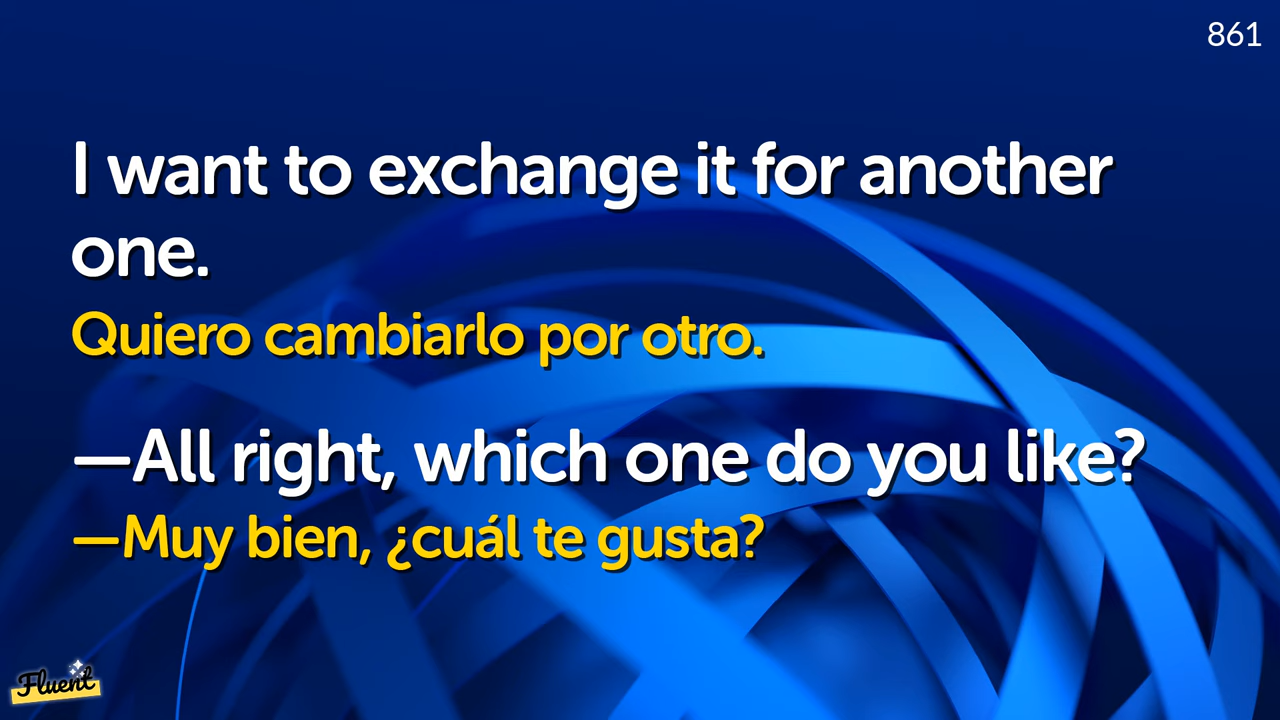 861
I want to exchange it for another
one.
Quiero cambiarlo por otro.
—All right, which one do you like?
—Muy bien, ¿cuál te gusta?
Fluent